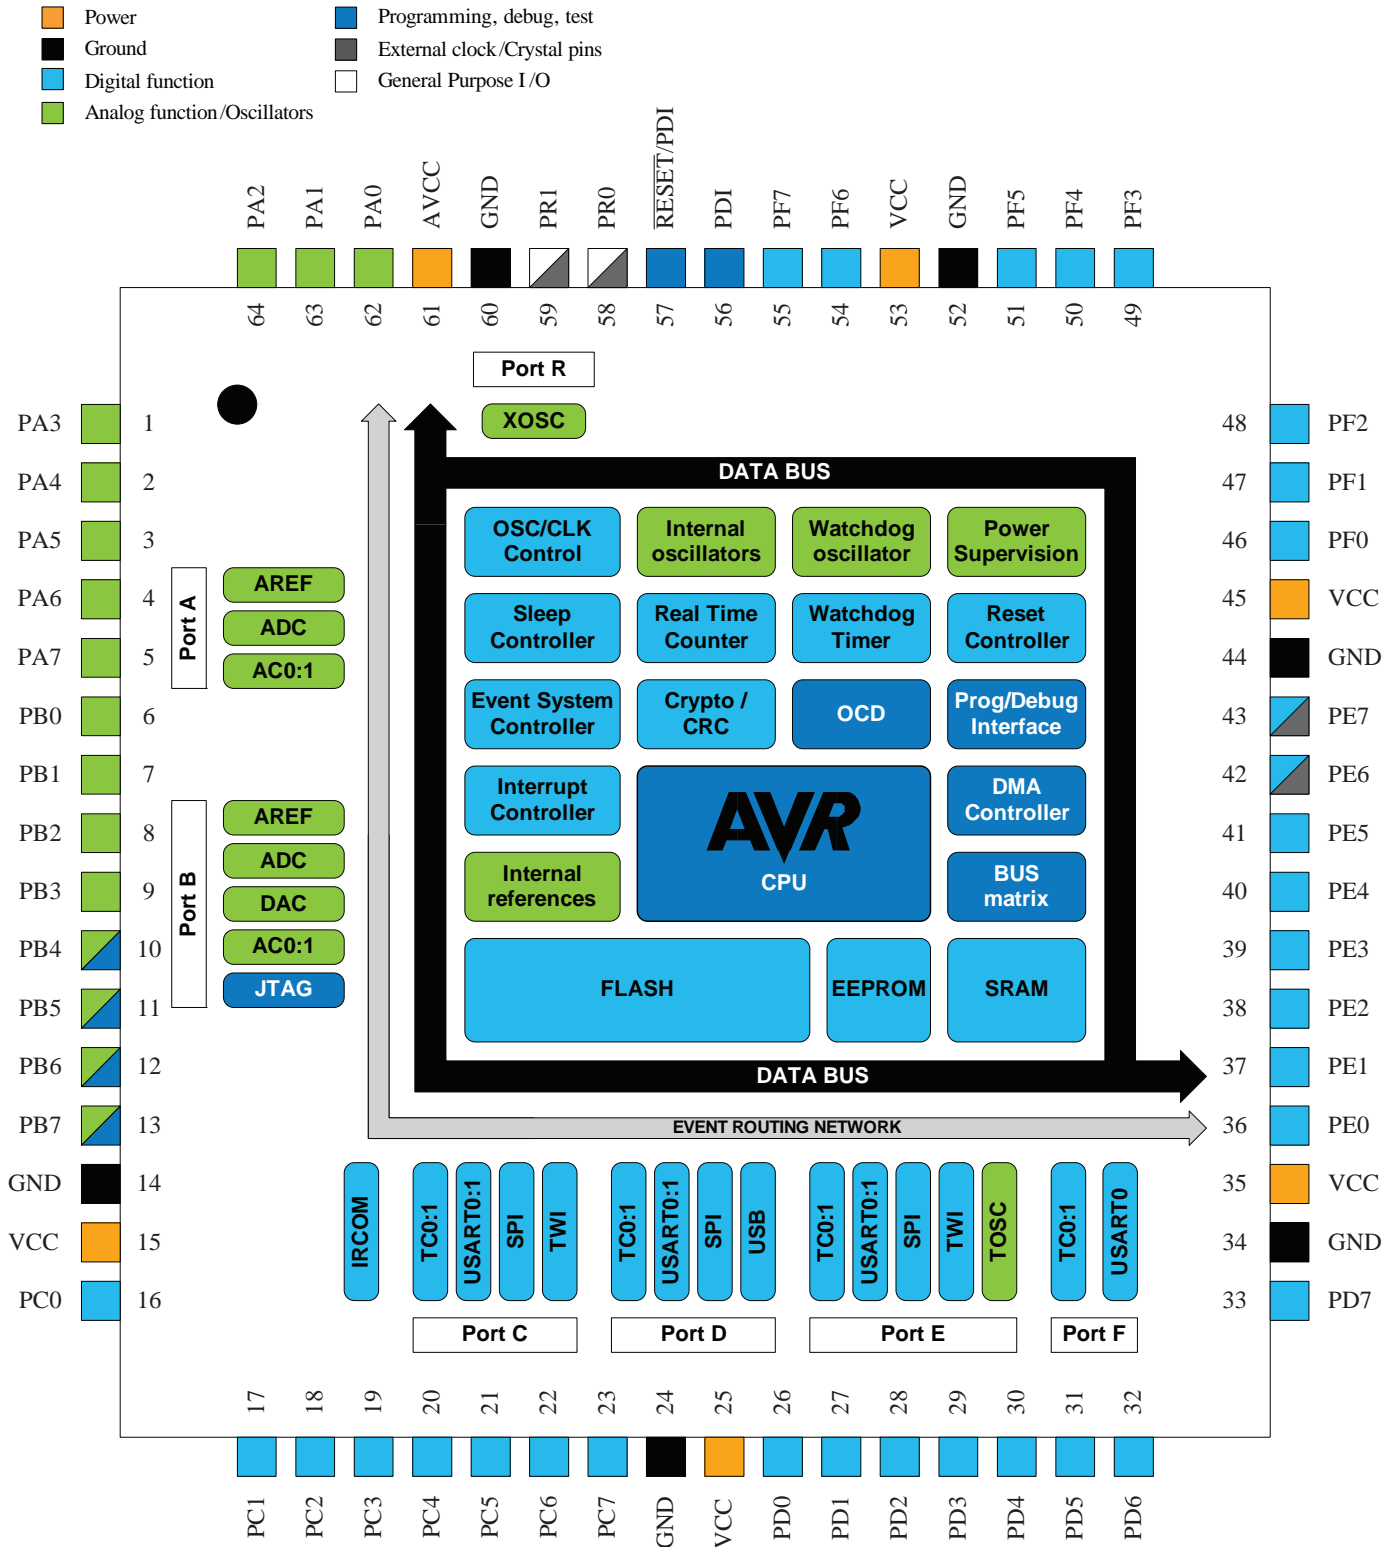 Power
Ground
Digital function
Analog function/Oscillators
Programming, debug, test
External clock/Crystal pins
General Purpose I/O
PA2
PA1
PA0
AVCC
GND
PR1
PR0
RESET/PDI
PDI
PF7
PF6
VCC
GND
PF5
PF4
PF3
64
63
62
61
60
59
58
57
56
55
54
53
52
51
50
49
PA3
1
PA4
2
PA5
3
PA6
4
PA7
5
PB0
6
PB1
7
PB2
8
PB3
9
PB4
10
PB5
11
PB6
12
PB7
13
GND
14
VCC
15
PC0
16
Port A
AREF
ADC
AC0:1
Port B
AREF
ADC
DAC
AC0:1
JTAG
Port R
XOSC
DATA BUS
OSC/CLK
Control
Internal
oscillators
Watchdog
oscillator
Power
Supervision
Sleep
Controller
Real Time
Counter
Watchdog
Timer
Reset
Controller
Event System
Controller
Crypto /
CRC
OCD
Prog/Debug
Interface
Interrupt
Controller
AVR
CPU
DMA
Controller
Internal
references
BUS
matrix
FLASH
EEPROM
SRAM
DATA BUS
EVENT ROUTING NETWORK
IRCOM
TC0:1
USART0:1
SPI
TWI
TC0:1
USART0:1
SPI
USB
TC0:1
USART0:1
SPI
TWI
TOSC
TC0:1
USART0
Port C
Port D
Port E
Port F
48
PF2
47
PF1
46
PF0
45
VCC
44
GND
43
PE7
42
PE6
41
PE5
40
PE4
39
PE3
38
PE2
37
PE1
36
PE0
35
VCC
34
GND
33
PD7
17
18
19
20
21
22
23
24
25
26
27
28
29
30
31
32
PC1
PC2
PC3
PC4
PC5
PC6
PC7
GND
VCC
PD0
PD1
PD2
PD3
PD4
PD5
PD6